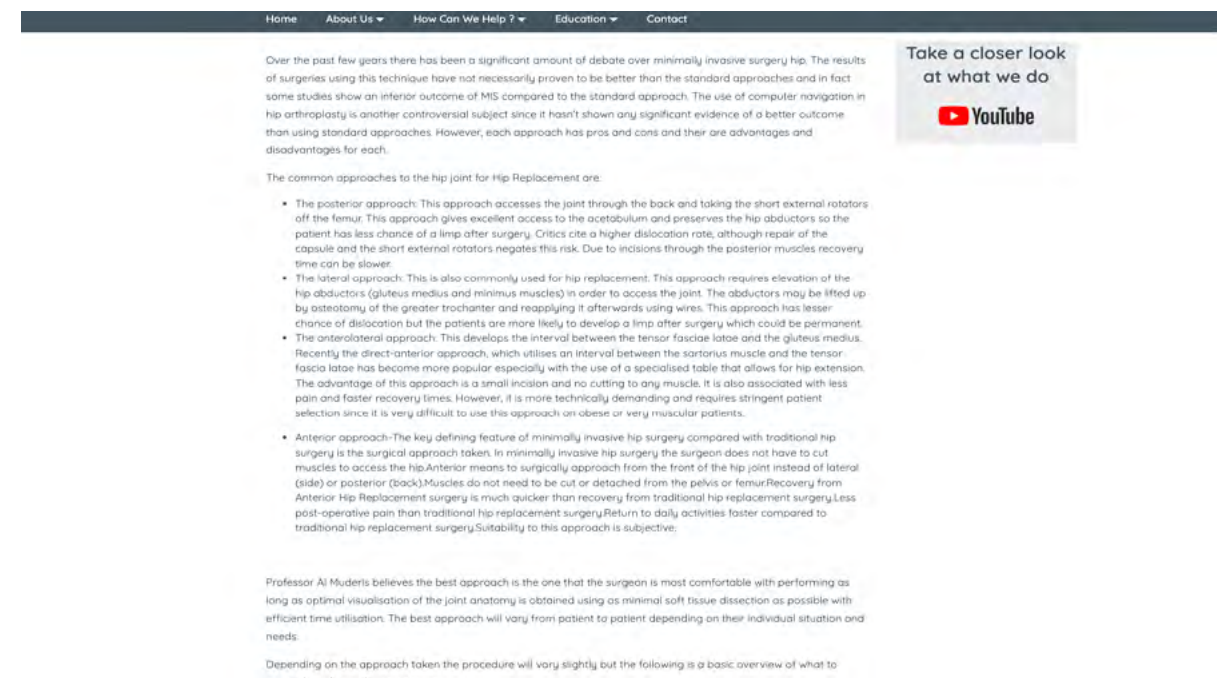 Home About Us How Can We Help ? Education Contact
Over the past few years there has been a significant amount of debate over minimally invasive surgery hip. The results
of surgeries using this technique have not necessarily proven to be better than the standard approaches and in fact
some studies show an inferior outcome of MIS compared to the standard approach. The use of computer navigation in
hip arthroplasty is another controversial subject since it hasn't shown any significant evidence of a better outcome
than using standard approaches. However, each approach has pros and cons and their are advantages and
disadvantages for each.
The common approaches to the hip joint for Hip Replacement are:
• The posterior approach: This approach accesses the joint through the back and taking the short external rotators
off the femur. This approach gives excellent access to the acetabulum and preserves the hip abductors so the
patient has less chance of a limp after surgery. Critics cite a higher dislocation rate, although repair of the
capsule and the short external rotators negates this risk. Due to incisions through the posterior muscles recovery
time can be slower.
• The lateral approach: This is also commonly used for hip replacement. This approach requires elevation of the
hip abductors (gluteus medius and minimus muscles) in order to access the joint. The abductors may be lifted up
by osteotomy of the greater trochanter and reapplying it afterwards using wires. This approach has lesser
chance of dislocation but the patients are more likely to develop a limp after surgery which could be permanent.
• The anterolateral approach: This develops the interval between the tensor fasciae latae and the gluteus medius.
Recently the direct-anterior approach, which utilises an interval between the sartorius muscle and the tensor
fascia latae has become more popular especially with the use of a specialised table that allows for hip extension.
The advantage of this approach is a small incision and no cutting to any muscle. It is also associated with less
pain and faster recovery times. However, it is more technically demanding and requires stringent patient
selection since it is very difficult to use this approach on obese or very muscular patients.
• Anterior approach-The key defining feature of minimally invasive hip surgery compared with traditional hip
surgery is the surgical approach taken. In minimally invasive hip surgery the surgeon does not have to cut
muscles to access the hip.Anterior means to surgically approach from the front of the hip joint instead of lateral
(side) or posterior (back).Muscles do not need to be cut or detached from the pelvis or femur.Recovery from
Anterior Hip Replacement surgery is much quicker than recovery from traditional hip replacement surgery.Less
post-operative pain than traditional hip replacement surgery.Return to daily activities faster compared to
traditional hip replacement surgery.Suitability to this approach is subjective.
Professor Al Muderis believes the best approach is the one that the surgeon is most comfortable with performing as
long as optimal visualisation of the joint anatomy is obtained using as minimal soft tissue dissection as possible with
efficient time utilisation. The best approach will vary from patient to patient depending on their individual situation and
needs.
Depending on the approach taken the procedure will vary slightly but the following is a basic overview of what to
Take a closer look
at what we do
YouTube